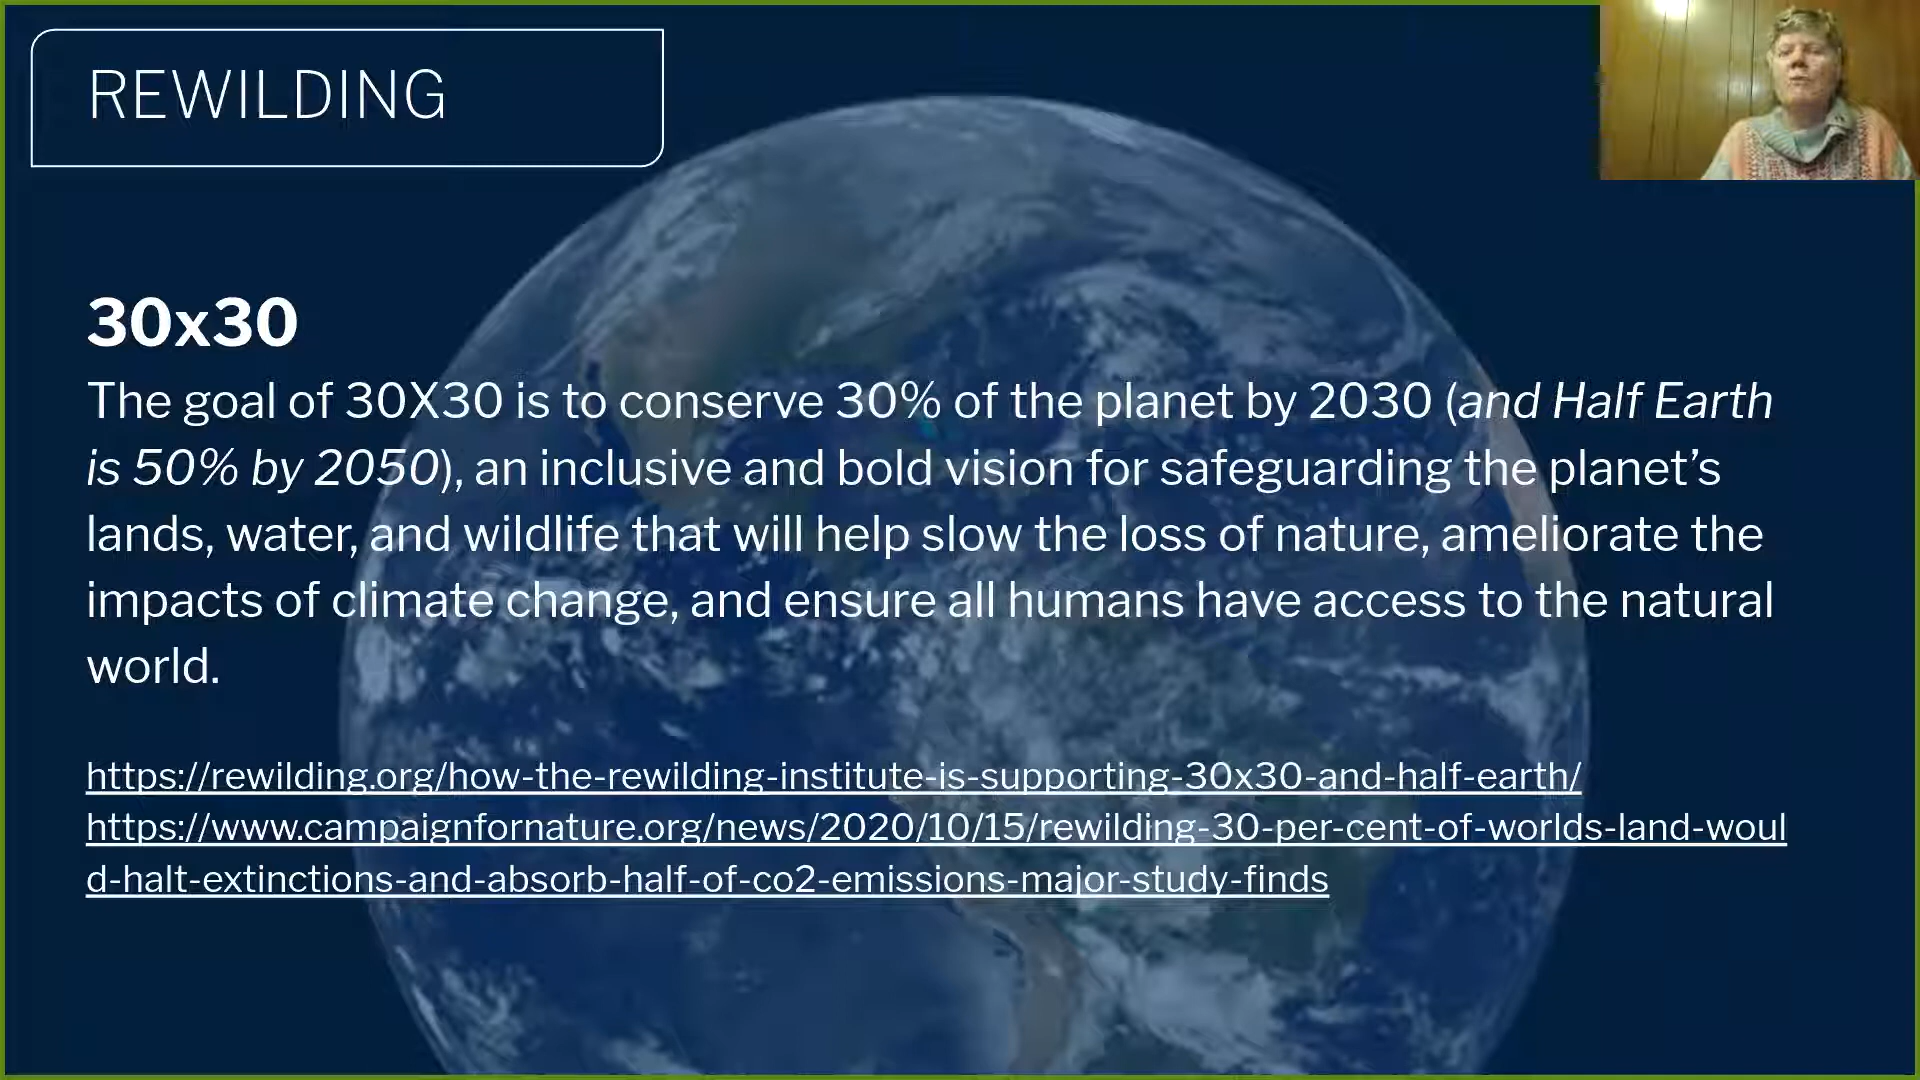 REWILDING
30x30
The goal of 30X30 is to conserve 30% of the planet by 2030 (and Half Earth
is 50% by 2050), an inclusive and bold vision for safeguarding the planet’s
lands, water, and wildlife that will help slow the loss of nature, ameliorate the
impacts of climate change, and ensure all humans have access to the natural
world.
https://rewilding.org/how-the-rewilding-institute-is-supporting-30x30-and-half-earth/
https://www.campaignfornature.org/news/2020/10/15/rewilding-30-per-cent-of-worlds-land-woul
d-halt-extinctions-and-absorb-half-of-co2-emissions-major-study-finds